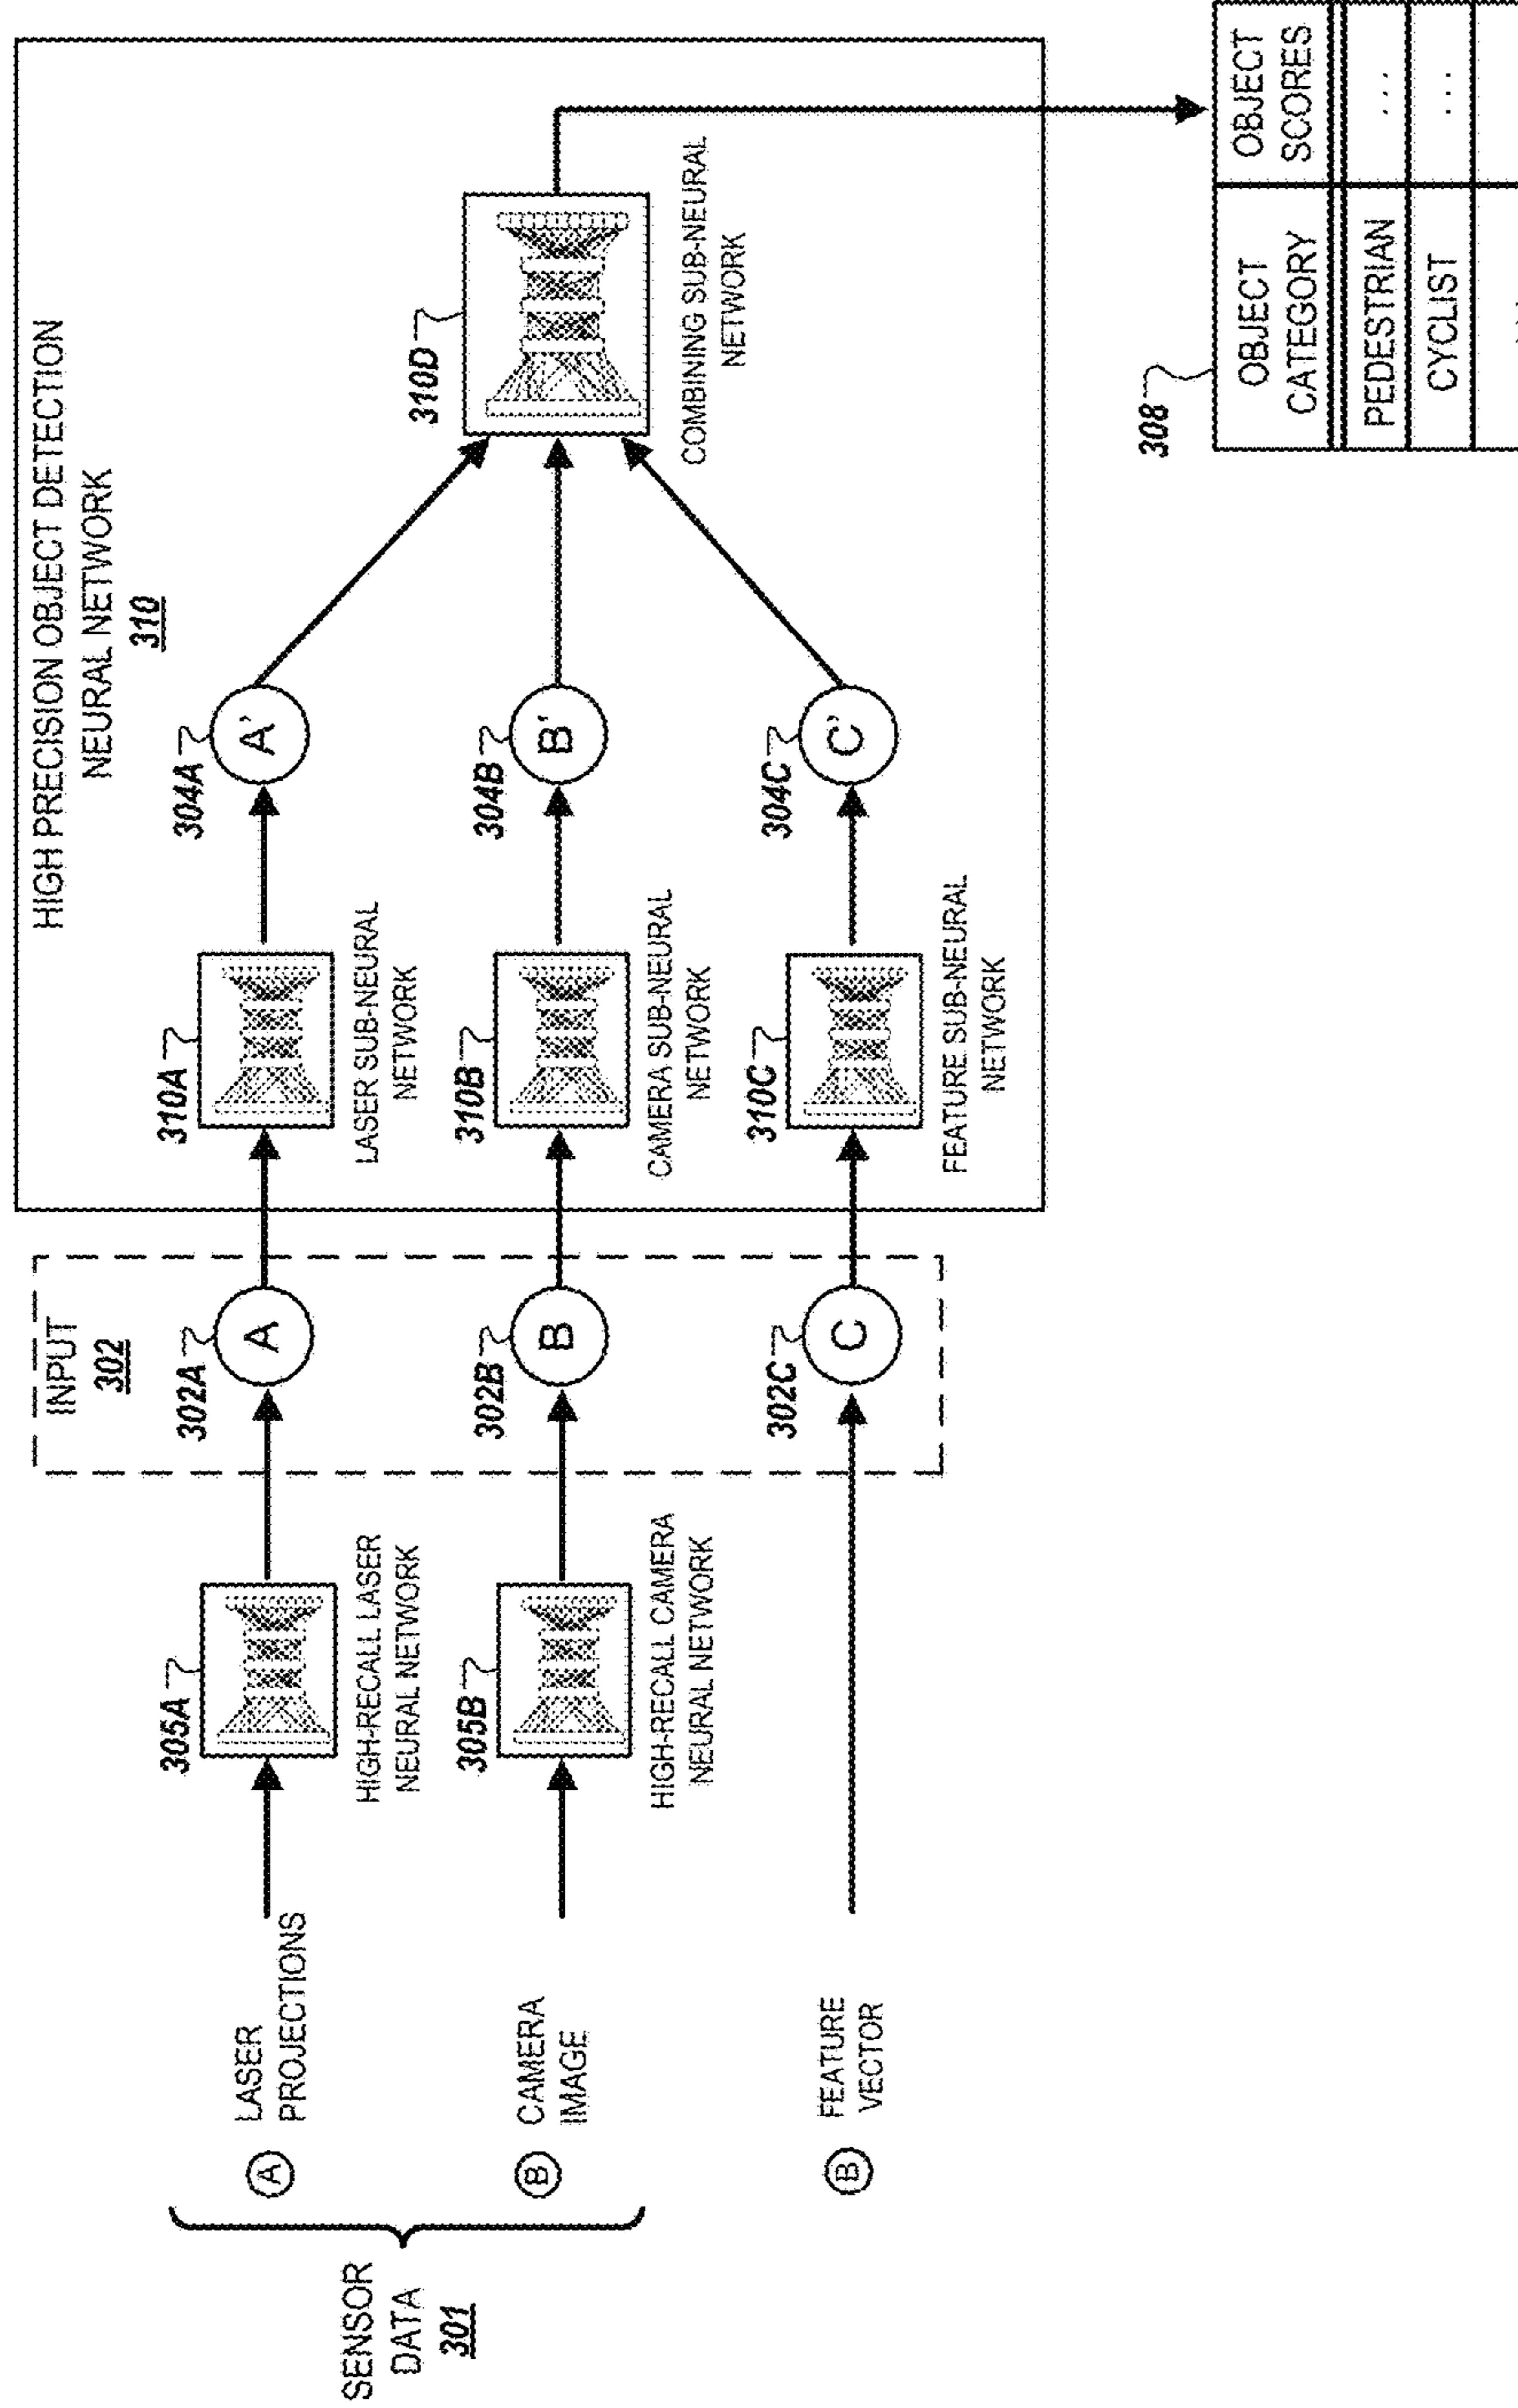 HIGH PRECISION OBJECT DETECTION
NEURAL NETWORK
310
INPUT
302
SENSOR
DATA
301
A
LASER
PROJECTIONS
305A
HIGH-RECALL LASER
NEURAL NETWORK
302A
A
310A
LASER SUB-NEURAL
NETWORK
304A
A'
B
CAMERA
IMAGE
305B
HIGH-RECALL CAMERA
NEURAL NETWORK
302B
B
310B
CAMERA SUB-NEURAL
NETWORK
304B
B'
B
FEATURE
VECTOR
302C
C
310C
FEATURE SUB-NEURAL
NETWORK
304C
C'
310D
COMBINING SUB-NEURAL
NETWORK
308
OBJECT
CATEGORY
OBJECT
SCORES
PEDESTRIAN
...
CYCLIST
...